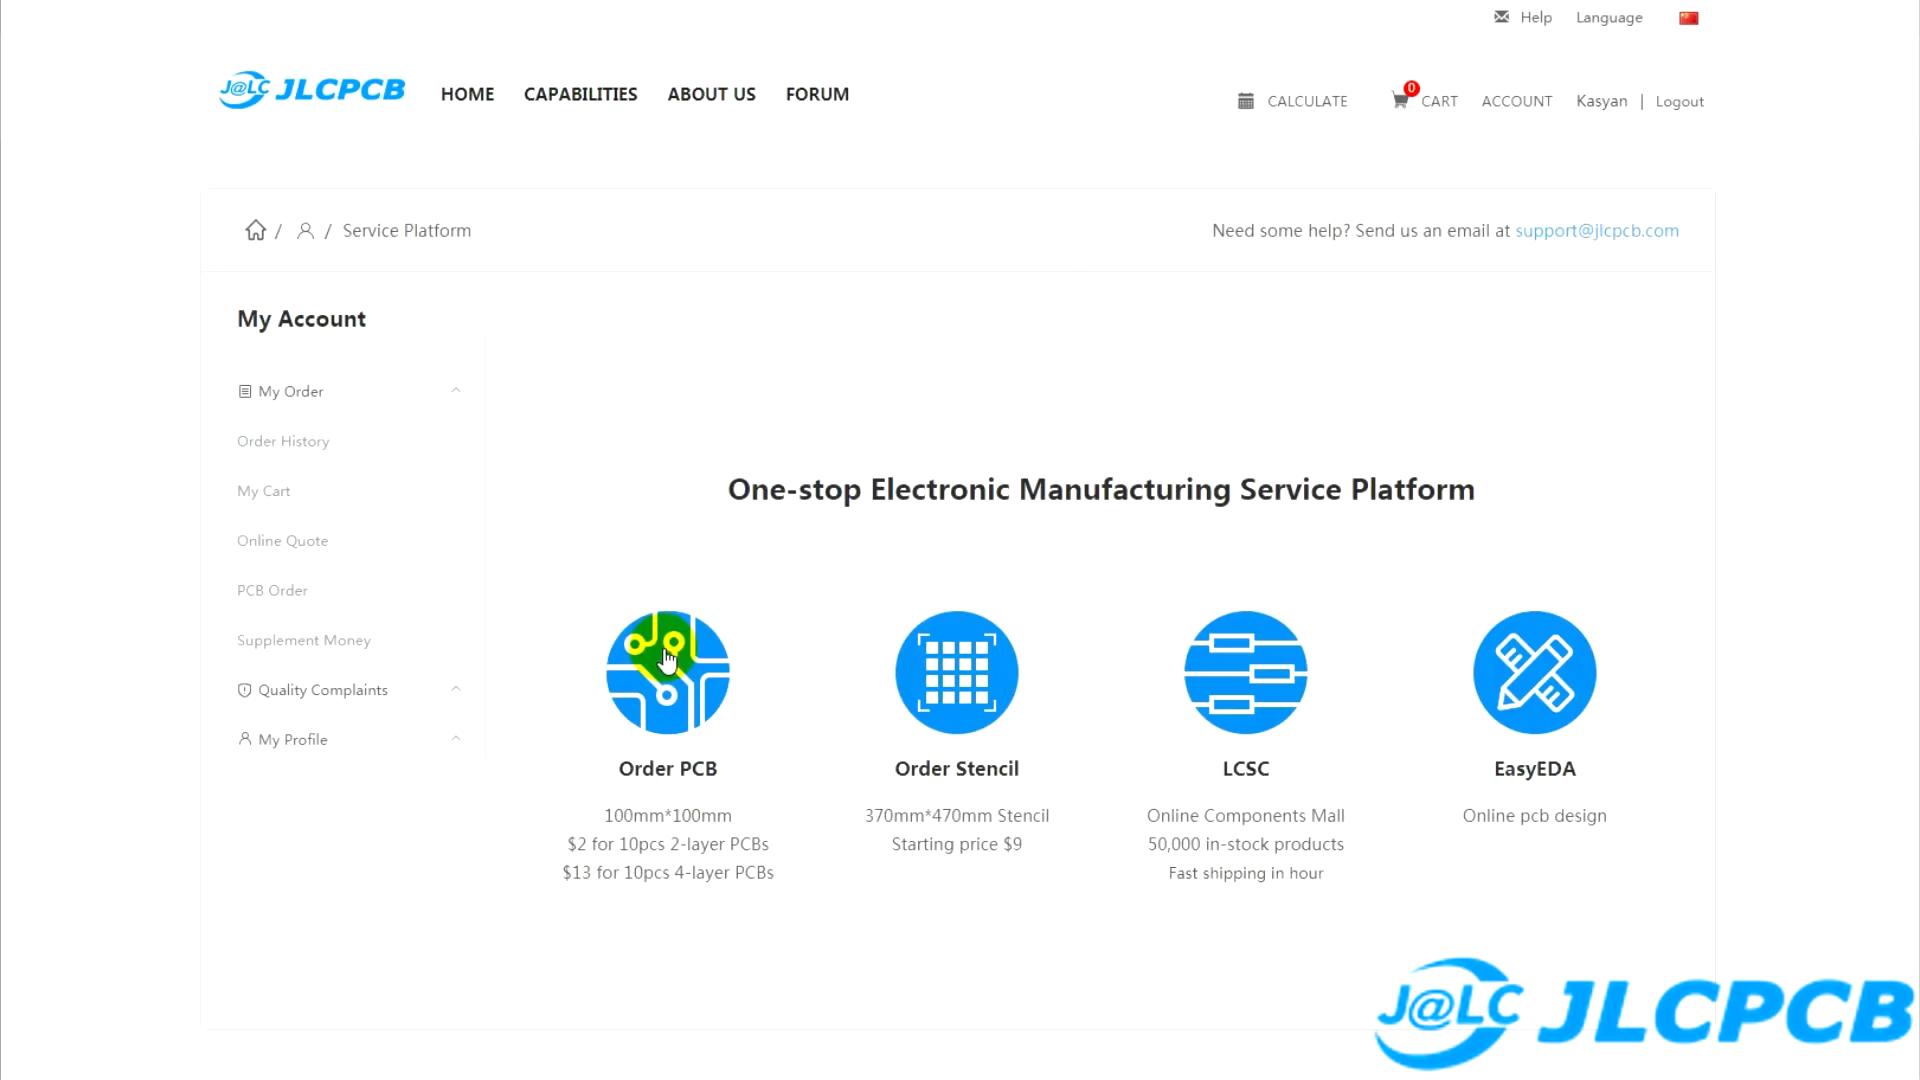 Help Language
J@LC JLCPCB HOME CAPABILITIES ABOUT US FORUM
CALCULATE 0 CART ACCOUNT Kasyan | Logout
/ / Service Platform
Need some help? Send us an email at support@jlcpcb.com
My Account
My Order
Order History
My Cart
Online Quote
PCB Order
Supplement Money
Quality Complaints
My Profile
One-stop Electronic Manufacturing Service Platform
Order PCB
100mm*100mm
$2 for 10pcs 2-layer PCBs
$13 for 10pcs 4-layer PCBs
Order Stencil
370mm*470mm Stencil
Starting price $9
LCSC
Online Components Mall
50,000 in-stock products
Fast shipping in hour
EasyEDA
Online pcb design
J@LC JLCPCB